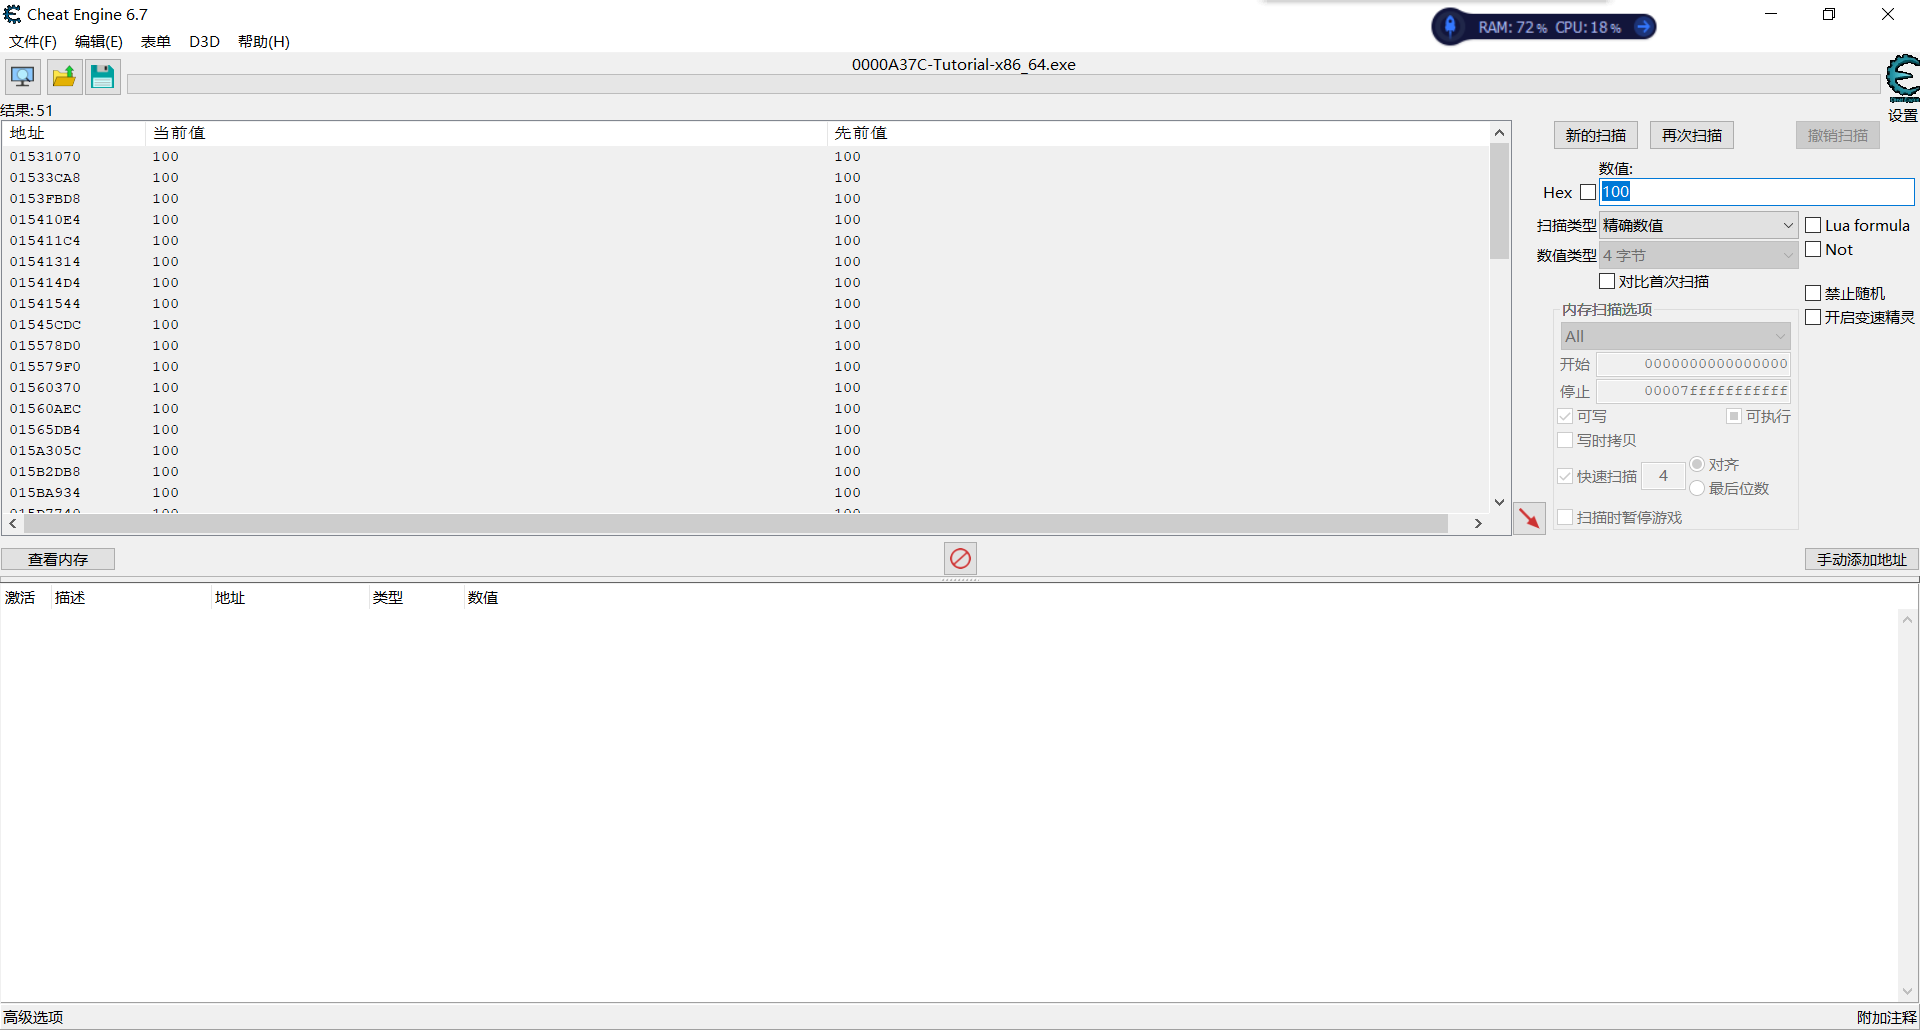 Cheat Engine 6.7
RAM: 72% CPU: 18%
文件(F) 编辑(E) 表单 D3D 帮助(H)
0000A37C-Tutorial-x86_64.exe
设置
结果: 51
地址 当前值 先前值
01531070 100 100
01533CA8 100 100
0153FBD8 100 100
015410E4 100 100
015411C4 100 100
01541314 100 100
015414D4 100 100
01541544 100 100
01545CDC 100 100
015578D0 100 100
015579F0 100 100
01560370 100 100
01560AEC 100 100
01565DB4 100 100
015A305C 100 100
015B2DB8 100 100
015BA934 100 100
015D7740 100 100
新的扫描 再次扫描 撤销扫描
数值:
Hex 100
扫描类型 精确数值 Lua formula
数值类型 4 字节 Not
对比首次扫描
禁止随机
内存扫描选项
开启变速精灵
All
开始 0000000000000000
停止 00007fffffffffff
可写 可执行
写时拷贝
快速扫描 4 对齐
最后位数
扫描时暂停游戏
查看内存 手动添加地址
激活 描述 地址 类型 数值
高级选项 附加注释